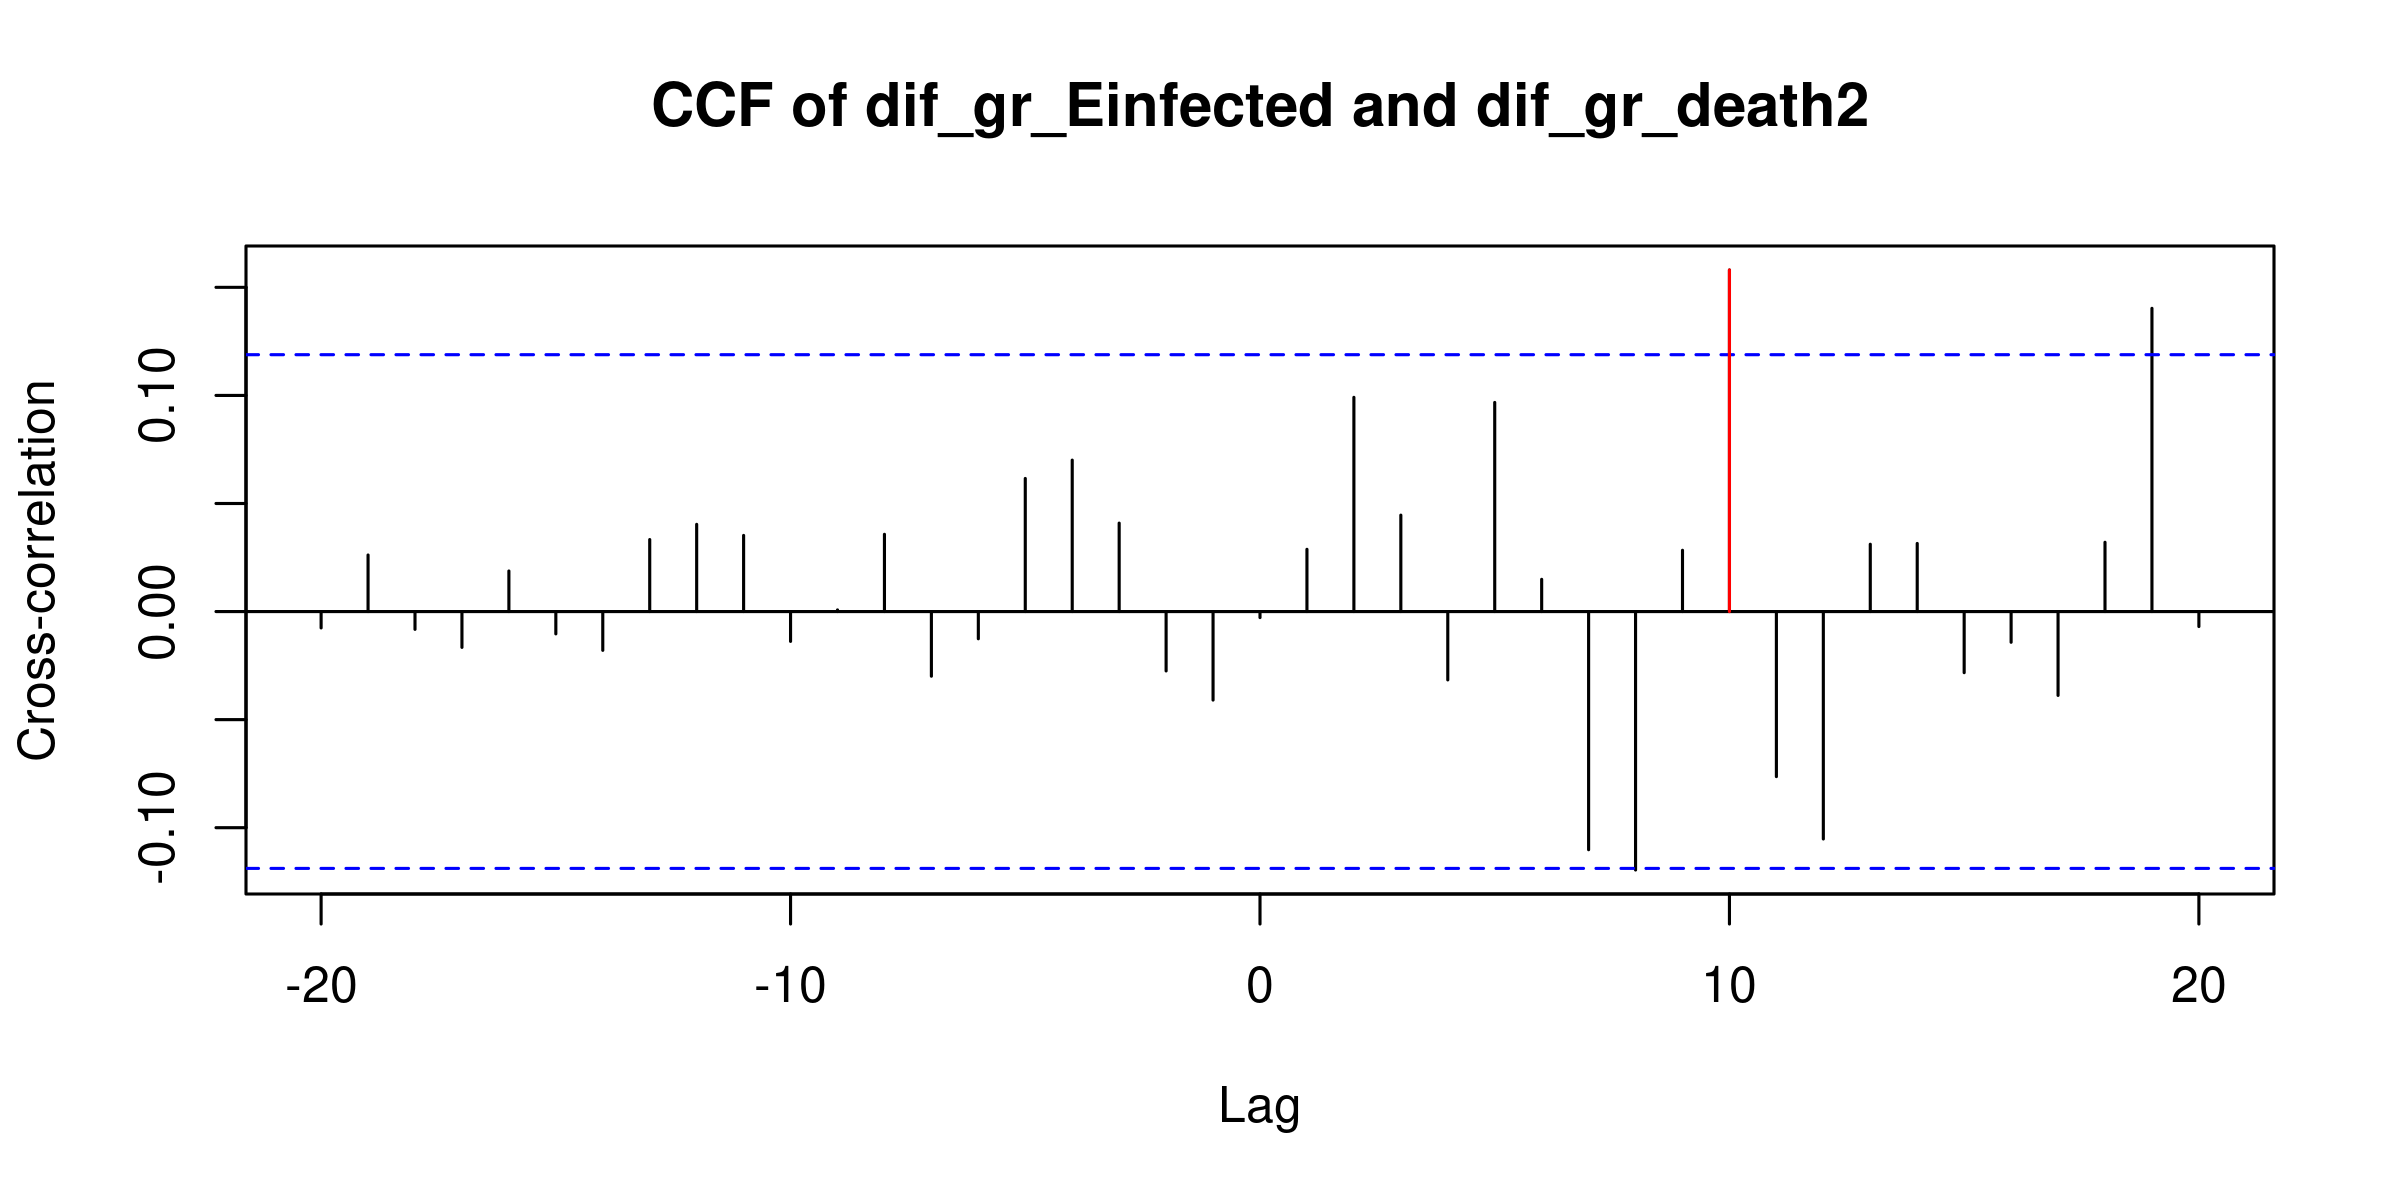 CCF of dif_gr_Einfected and dif_gr_death2
Cross-correlation
0.10
0.00
-0.10
-20 -10 0 10 20
Lag